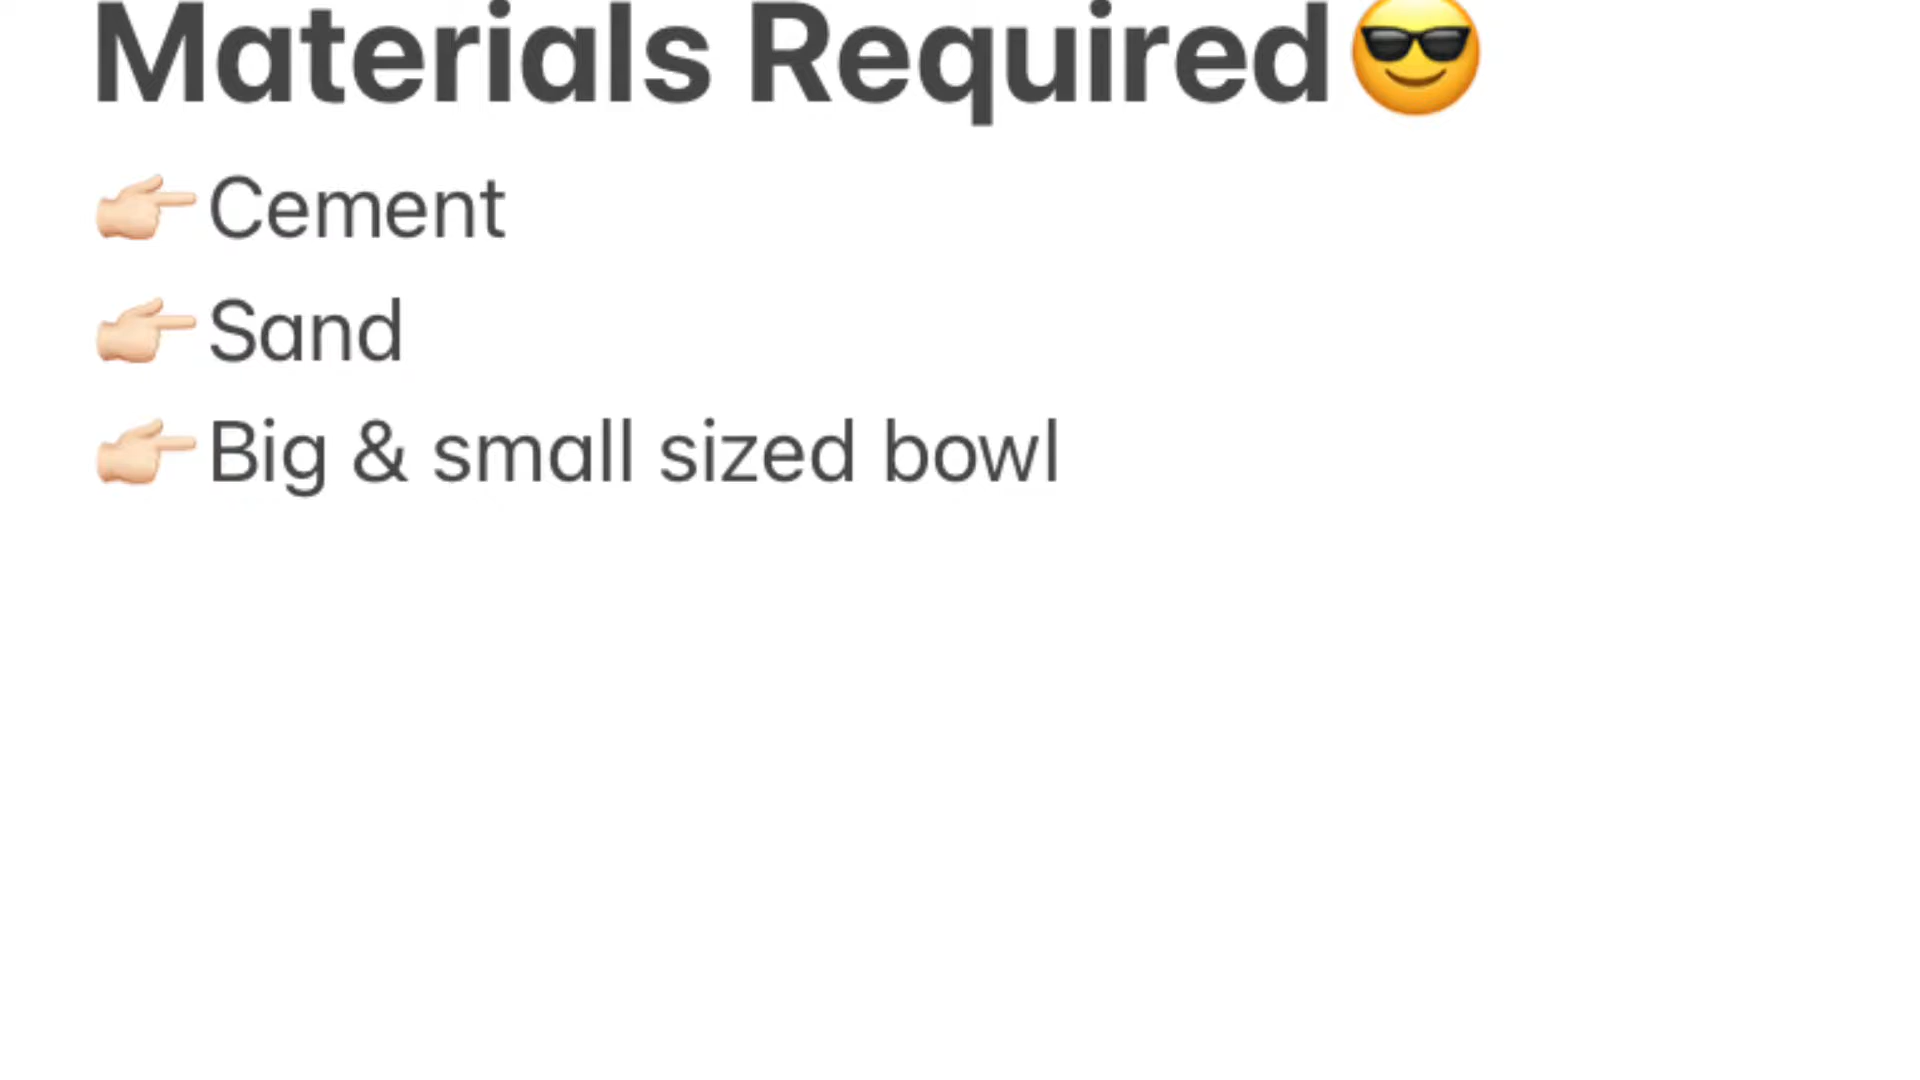 Materials Required😎
👉🏻Cement
👉🏻Sand
👉🏻Big & small sized bowl